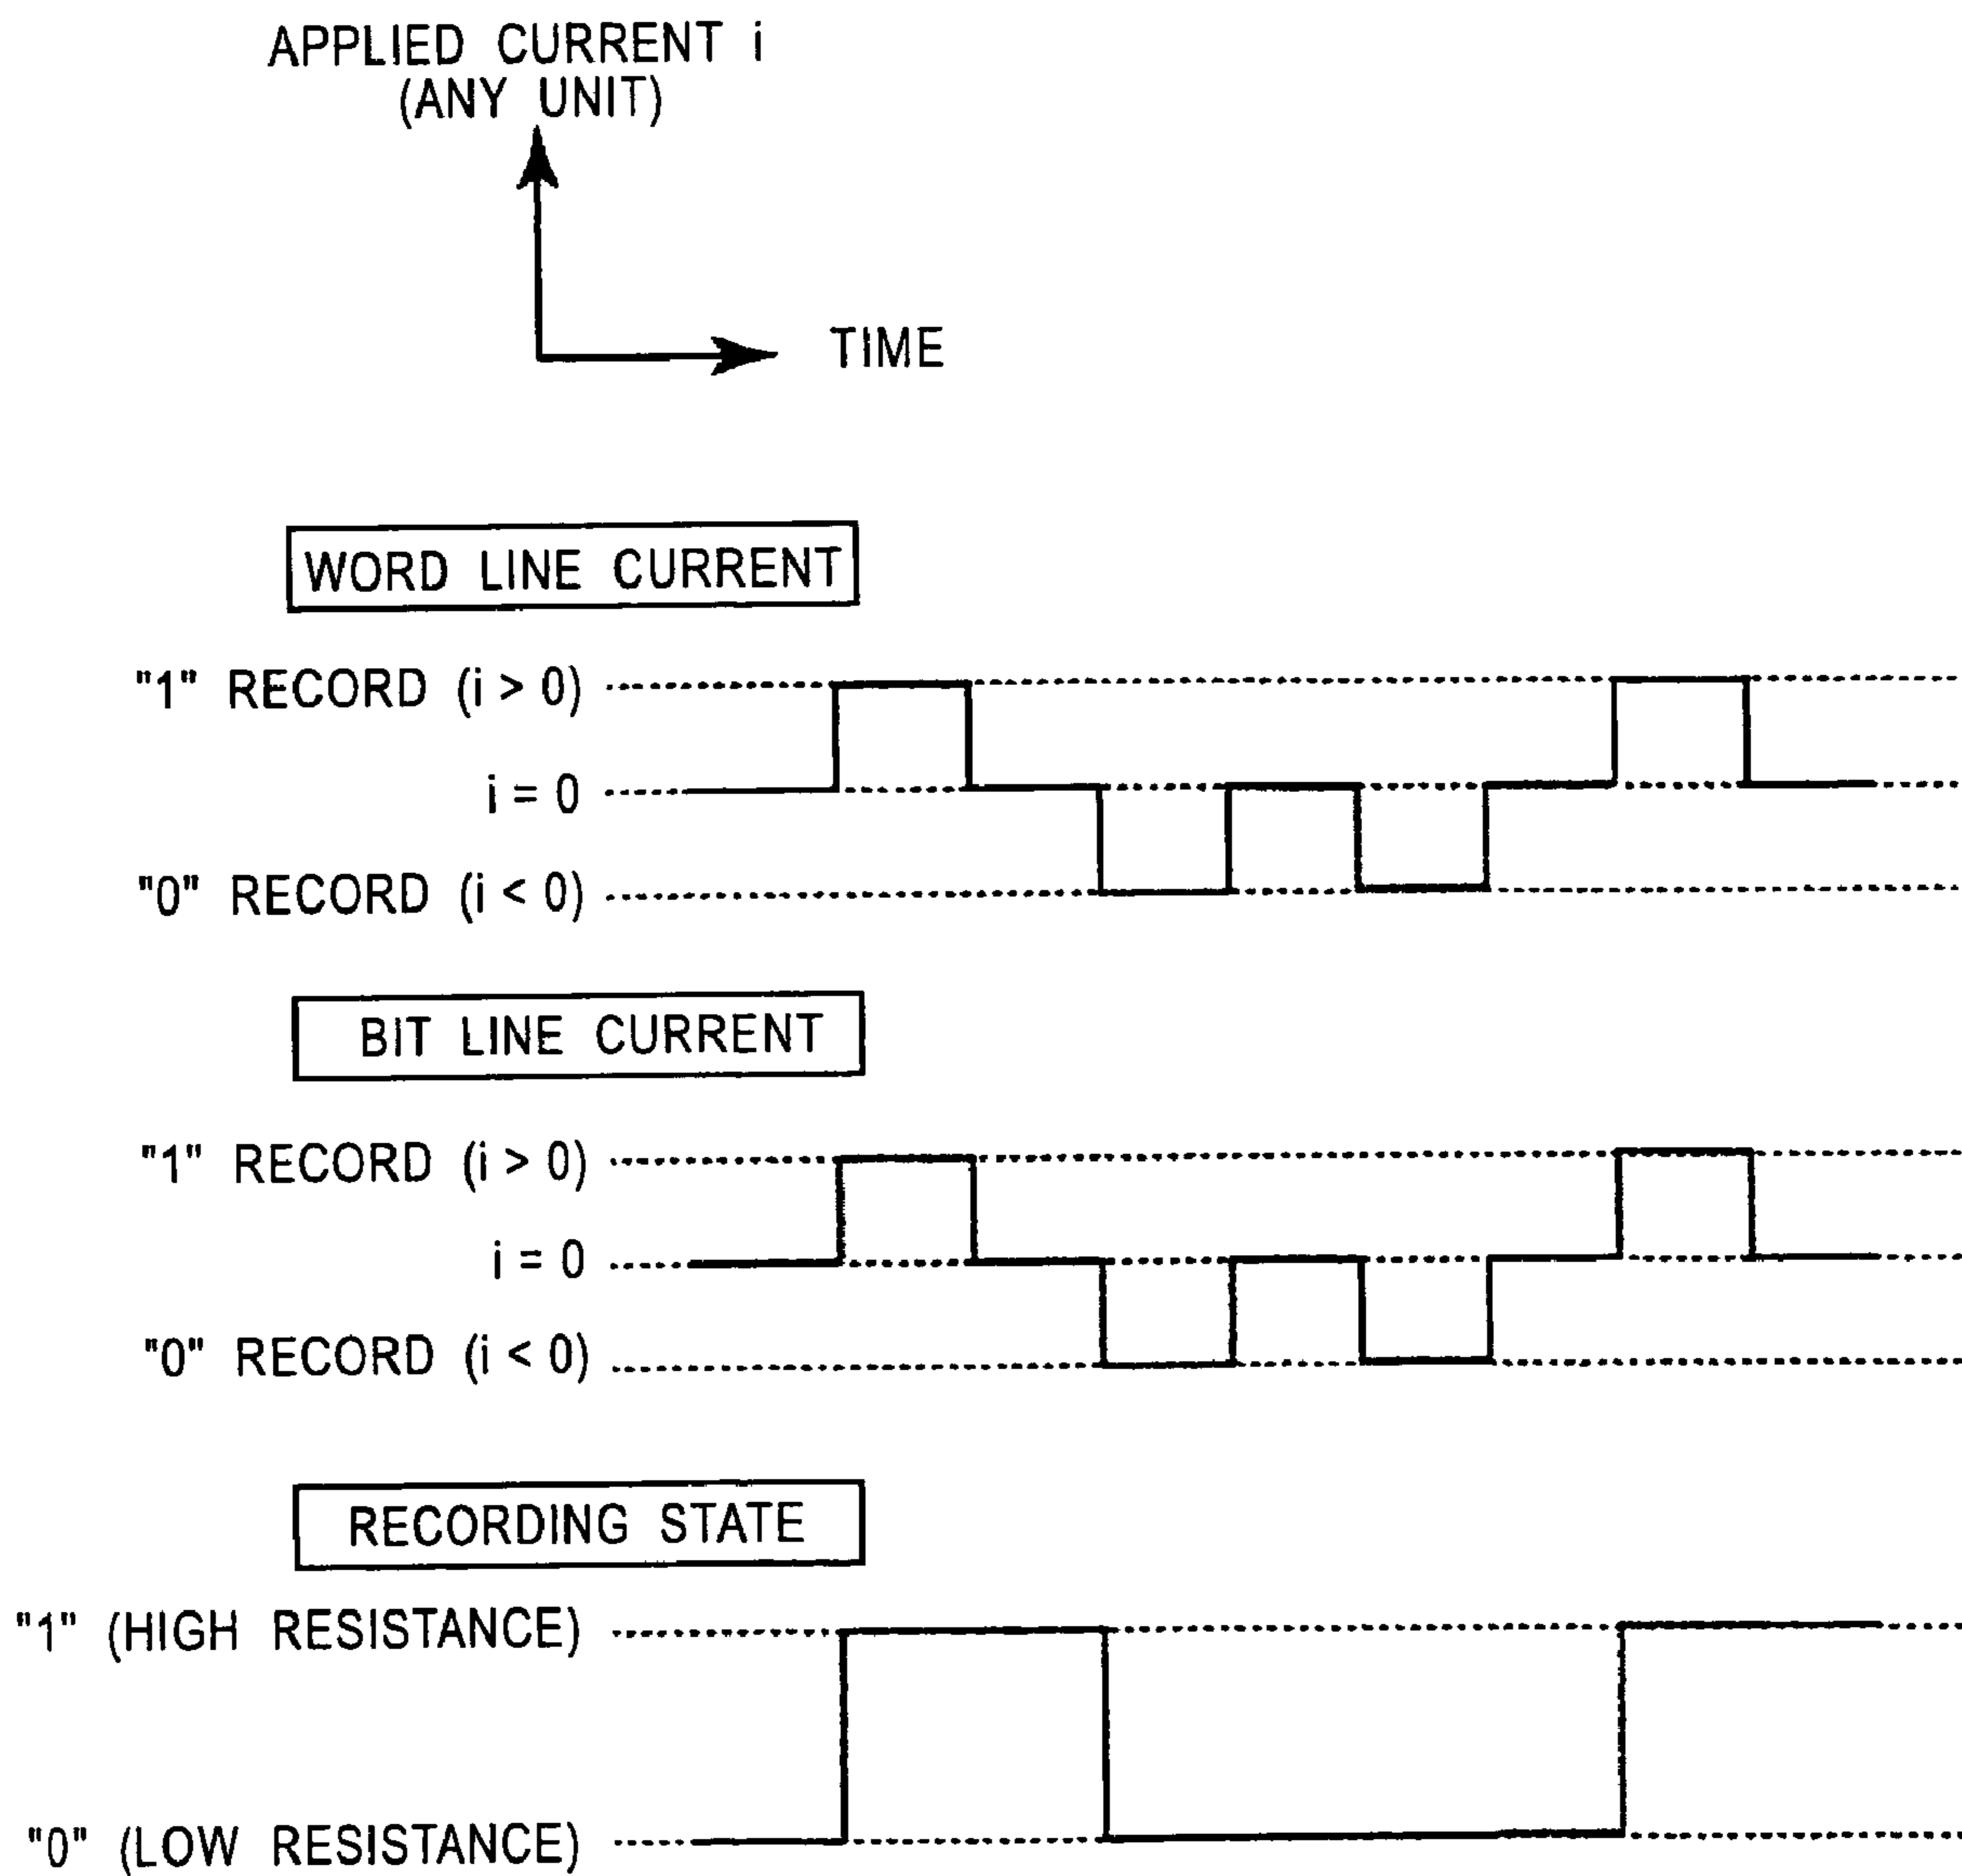 APPLIED CURRENT i
(ANY UNIT)
TIME
WORD LINE CURRENT
"1" RECORD (i > 0)
i = 0
"0" RECORD (i < 0)
BIT LINE CURRENT
"1" RECORD (i > 0)
i = 0
"0" RECORD (i < 0)
RECORDING STATE
"1" (HIGH RESISTANCE)
"0" (LOW RESISTANCE)